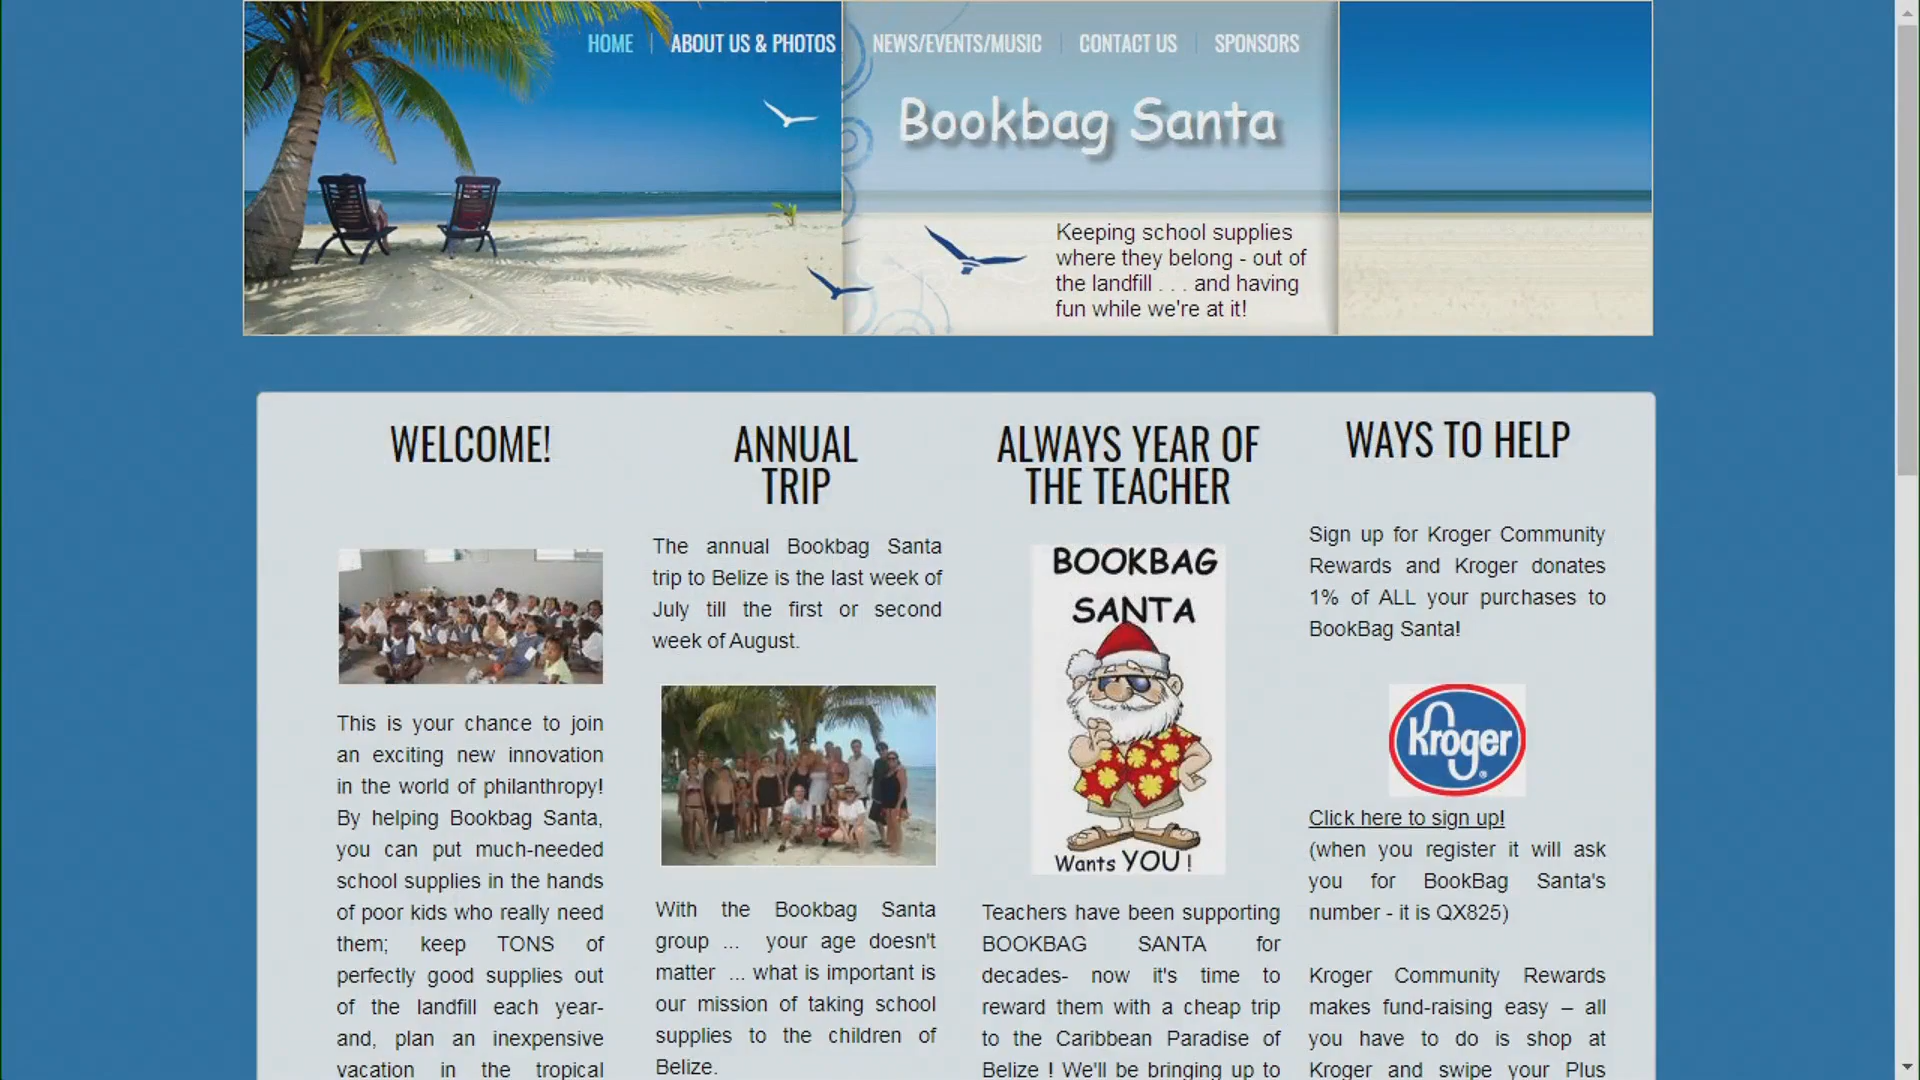 HOME | ABOUT US & PHOTOS | NEWS/EVENTS/MUSIC | CONTACT US | SPONSORS
Bookbag Santa
Keeping school supplies
where they belong - out of
the landfill . . . and having
fun while we're at it!
WELCOME!
This is your chance to join
an exciting new innovation
in the world of philanthropy!
By helping Bookbag Santa,
you can put much-needed
school supplies in the hands
of poor kids who really need
them; keep TONS of
perfectly good supplies out
of the landfill each year-
and, plan an inexpensive
vacation in the tropical
ANNUAL
TRIP
The annual Bookbag Santa
trip to Belize is the last week of
July till the first or second
week of August.
With the Bookbag Santa
group ... your age doesn't
matter ... what is important is
our mission of taking school
supplies to the children of
Belize.
ALWAYS YEAR OF
THE TEACHER
BOOKBAG
SANTA
Wants YOU !
Teachers have been supporting
BOOKBAG SANTA for
decades- now it's time to
reward them with a cheap trip
to the Caribbean Paradise of
Belize ! We'll be bringing up to
WAYS TO HELP
Sign up for Kroger Community
Rewards and Kroger donates
1% of ALL your purchases to
BookBag Santa!
Kroger
Click here to sign up!
(when you register it will ask
you for BookBag Santa's
number - it is QX825)
Kroger Community Rewards
makes fund-raising easy – all
you have to do is shop at
Kroger and swipe your Plus